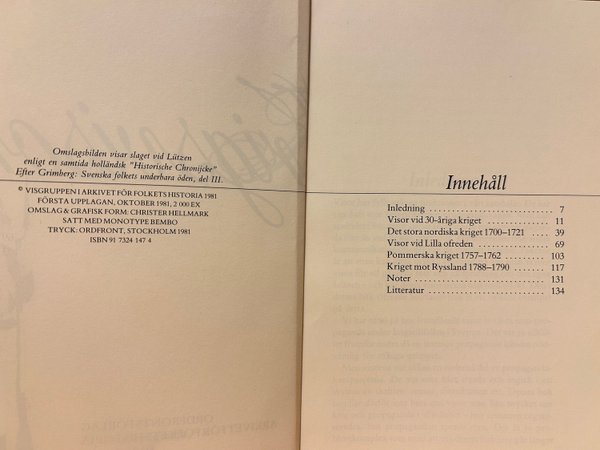 Omslagsbilden visar slaget vid Lützen
enligt en samtida holländsk "Historische Chronijcke"
Efter Grimberg: Svenska folkets underbara öden, del III.
© VISGRUPPEN I ARKIVET FÖR FOLKETS HISTORIA 1981
FÖRSTA UPPLAGAN, OKTOBER 1981, 2 000 EX
OMSLAG & GRAFISK FORM: CHRISTER HELLMARK
SATT MED MONOTYPE BEMBO
TRYCK: ORDFRONT, STOCKHOLM 1981
ISBN 91 7324 147 4
Innehåll
Inledning ............................ 7
Visor vid 30-åriga kriget ................ 11
Det stora nordiska kriget 1700–1721 ..... 39
Visor vid Lilla ofreden ................. 69
Pommerska kriget 1757–1762 .......... 103
Kriget mot Ryssland 1788–1790 ........ 117
Noter .............................. 131
Litteratur ........................... 134